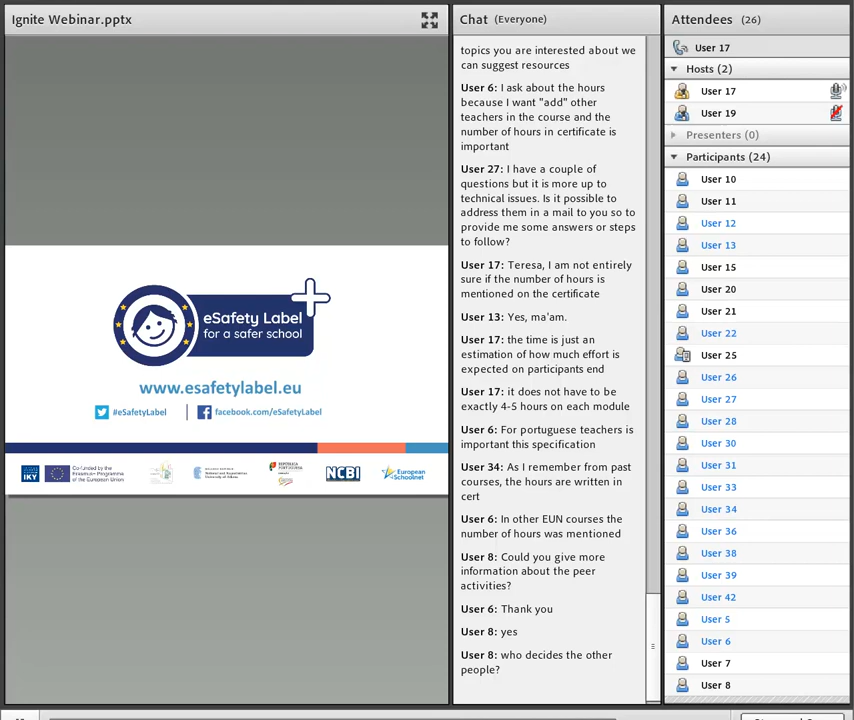 Ignite Webinar.pptx
eSafety Label
for a safer school
www.esafetylabel.eu
#eSafetyLabel
facebook.com/eSafetyLabel
IKY
Co-funded by the
Erasmus+ Programme
of the European Union
NCBI
European
Schoolnet
Chat (Everyone)
topics you are interested about we
can suggest resources
User 6: I ask about the hours
because I want "add" other
teachers in the course and the
number of hours in certificate is
important
User 27: I have a couple of
questions but it is more up to
technical issues. Is it possible to
address them in a mail to you so to
provide me some answers or steps
to follow?
User 17: Teresa, I am not entirely
sure if the number of hours is
mentioned on the certificate
User 13: Yes, ma'am.
User 17: the time is just an
estimation of how much effort is
expected on participants end
User 17: it does not have to be
exactly 4-5 hours on each module
User 6: For portuguese teachers is
important this specification
User 34: As I remember from past
courses, the hours are written in
cert
User 6: In other EUN courses the
number of hours was mentioned
User 8: Could you give more
information about the peer
activities?
User 6: Thank you
User 8: yes
User 8: who decides the other
people?
Attendees (26)
User 17
Hosts (2)
User 17
User 19
Presenters (0)
Participants (24)
User 10
User 11
User 12
User 13
User 15
User 20
User 21
User 22
User 25
User 26
User 27
User 28
User 30
User 31
User 33
User 34
User 36
User 38
User 39
User 42
User 5
User 6
User 7
User 8